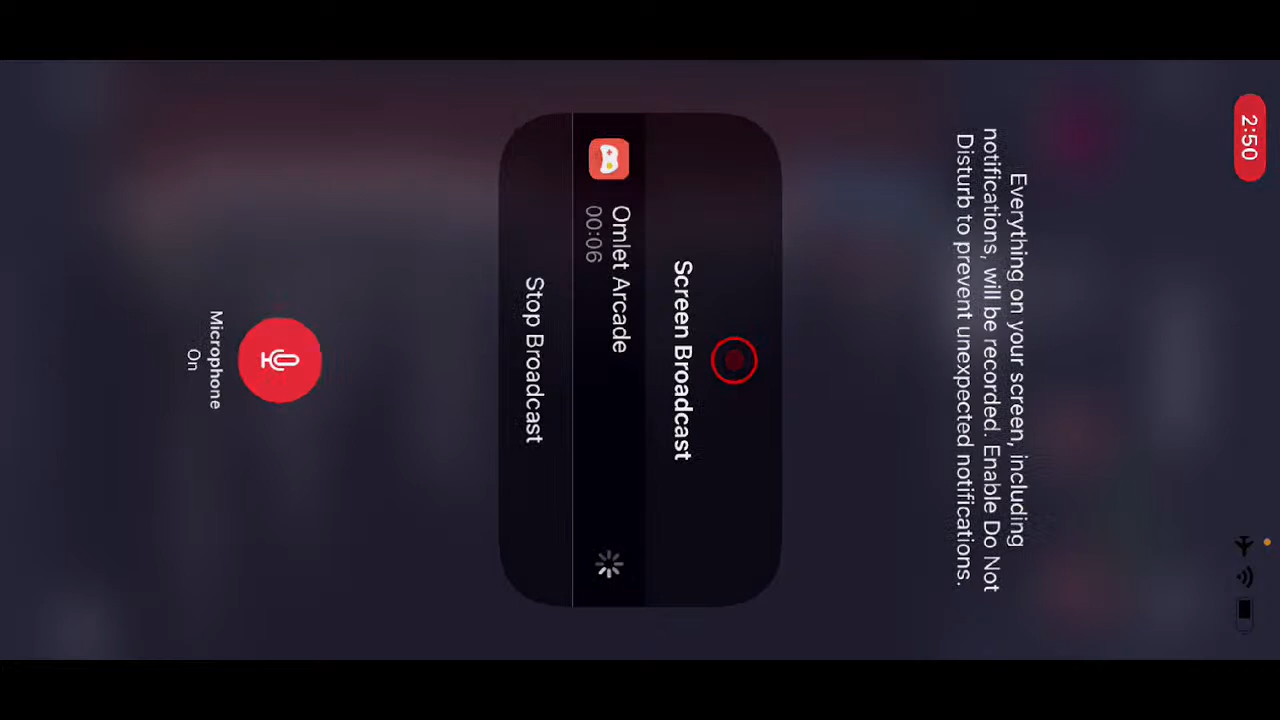 2:50
Everything on your screen, including
notifications, will be recorded. Enable Do Not
Disturb to prevent unexpected notifications.
Screen Broadcast
Omlet Arcade
00:06
Stop Broadcast
Microphone
On